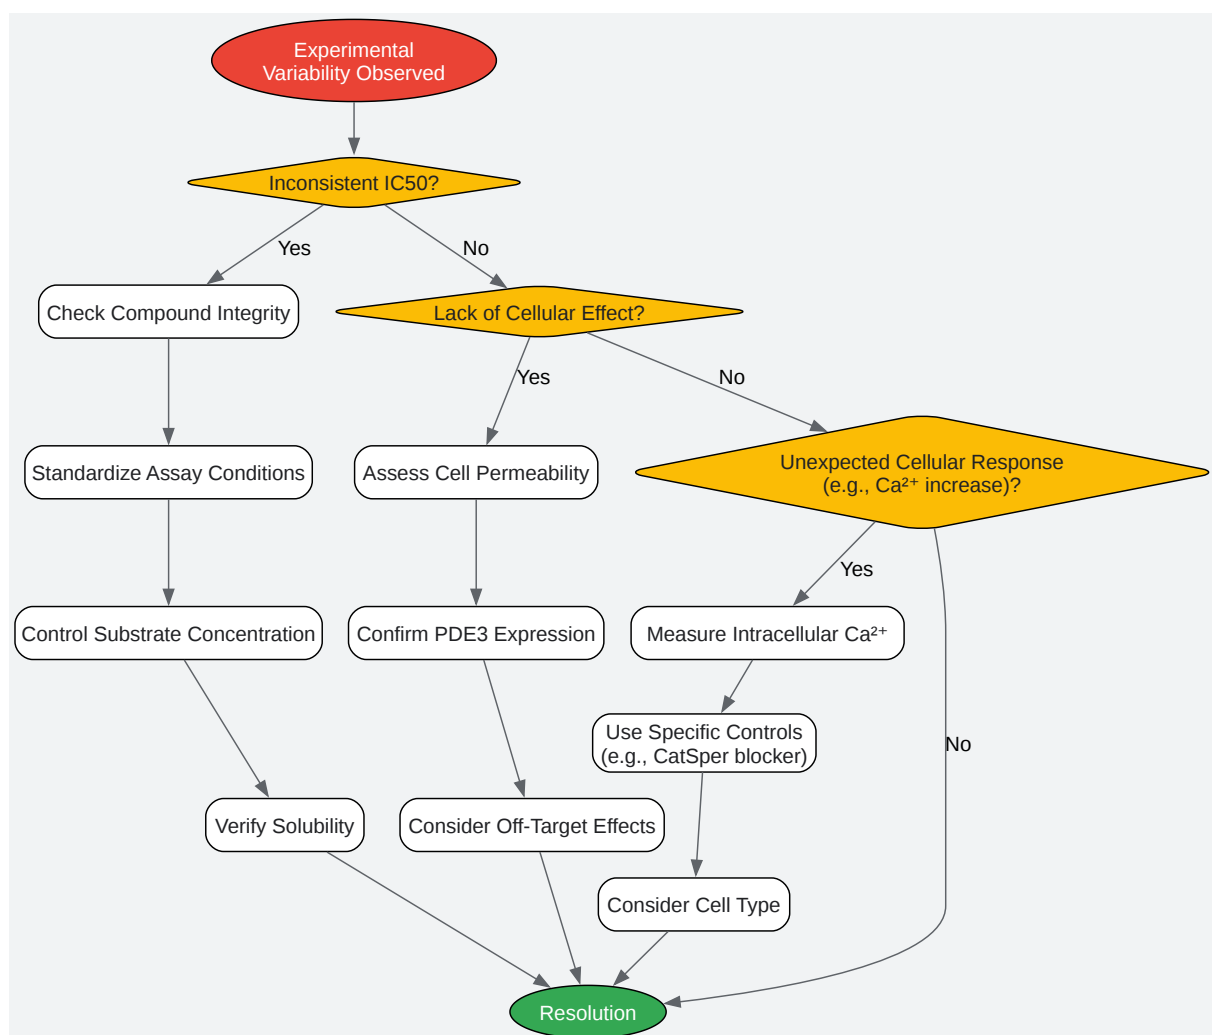 Experimental
Variability Observed
Inconsistent IC50?
Yes
No
Check Compound Integrity
Lack of Cellular Effect?
Yes
No
Standardize Assay Conditions
Assess Cell Permeability
Unexpected Cellular Response
(e.g., Ca²⁺ increase)?
Yes
Control Substrate Concentration
Confirm PDE3 Expression
Measure Intracellular Ca²⁺
Use Specific Controls
(e.g., CatSper blocker)
No
Verify Solubility
Consider Off-Target Effects
Consider Cell Type
Resolution